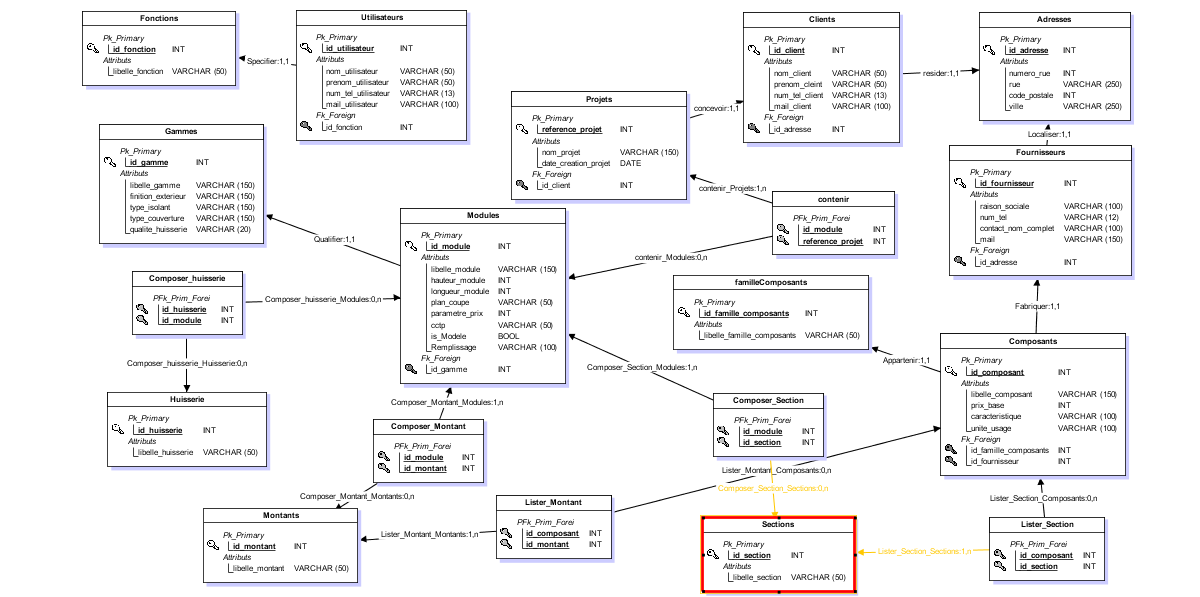 Fonctions
Pk_Primary
id_fonction INT
Attributs
libelle_fonction VARCHAR (50)
Specifier:1,1
Utilisateurs
Pk_Primary
id_utilisateur INT
Attributs
nom_utilisateur VARCHAR (50)
prenom_utilisateur VARCHAR (50)
num_tel_utilisateur VARCHAR (13)
mail_utilisateur VARCHAR (100)
Fk_Foreign
id_fonction INT
Clients
Pk_Primary
id_client INT
Attributs
nom_client VARCHAR (50)
prenom_cleint VARCHAR (50)
num_tel_client VARCHAR (13)
mail_client VARCHAR (100)
Fk_Foreign
id_adresse INT
resider:1,1
Adresses
Pk_Primary
id_adresse INT
Attributs
numero_rue INT
rue VARCHAR (250)
code_postale INT
ville VARCHAR (250)
Localiser:1,1
Projets
Pk_Primary
reference_projet INT
Attributs
nom_projet VARCHAR (150)
date_creation_projet DATE
Fk_Foreign
id_client INT
concevoir:1,1
Gammes
Pk_Primary
id_gamme INT
Attributs
libelle_gamme VARCHAR (150)
finition_exterieur VARCHAR (150)
type_isolant VARCHAR (150)
type_couverture VARCHAR (150)
qualite_huisserie VARCHAR (20)
Qualifier:1,1
Fournisseurs
Pk_Primary
id_fournisseur INT
Attributs
raison_sociale VARCHAR (100)
num_tel VARCHAR (12)
contact_nom_complet VARCHAR (100)
mail VARCHAR (150)
Fk_Foreign
id_adresse INT
Fabriquer:1,1
contenir_Projets:1,n
contenir
PFk_Prim_Forei
id_module INT
reference_projet INT
contenir_Modules:0,n
Modules
Pk_Primary
id_module INT
Attributs
libelle_module VARCHAR (150)
hauteur_module INT
longueur_module INT
plan_coupe VARCHAR (50)
parametre_prix INT
cctp VARCHAR (50)
is_Modele BOOL
Remplissage VARCHAR (100)
Fk_Foreign
id_gamme INT
Composer_huisserie
PFk_Prim_Forei
id_huisserie INT
id_module INT
Composer_huisserie_Modules:0,n
Composer_huisserie_Huisserie:0,n
familleComposants
Pk_Primary
id_famille_composants INT
Attributs
libelle_famille_composants VARCHAR (50)
Appartenir:1,1
Composants
Pk_Primary
id_composant INT
Attributs
libelle_composant VARCHAR (150)
prix_base INT
caracteristique VARCHAR (100)
unite_usage VARCHAR (100)
Fk_Foreign
id_famille_composants INT
id_fournisseur INT
Composer_Section_Modules:1,n
Huisserie
Pk_Primary
id_huisserie INT
Attributs
libelle_huisserie VARCHAR (50)
Composer_Montant_Modules:1,n
Composer_Montant
PFk_Prim_Forei
id_module INT
id_montant INT
Composer_Montant_Montants:0,n
Composer_Section
PFk_Prim_Forei
id_module INT
id_section INT
Lister_Montant_Composants:0,n
Composer_Section_Sections:0,n
Montants
Pk_Primary
id_montant INT
Attributs
libelle_montant VARCHAR (50)
Lister_Montant_Montants:1,n
Lister_Montant
PFk_Prim_Forei
id_composant INT
id_montant INT
Sections
Pk_Primary
id_section INT
Attributs
libelle_section VARCHAR (50)
Lister_Section_Sections:1,n
Lister_Section_Composants:0,n
Lister_Section
PFk_Prim_Forei
id_composant INT
id_section INT